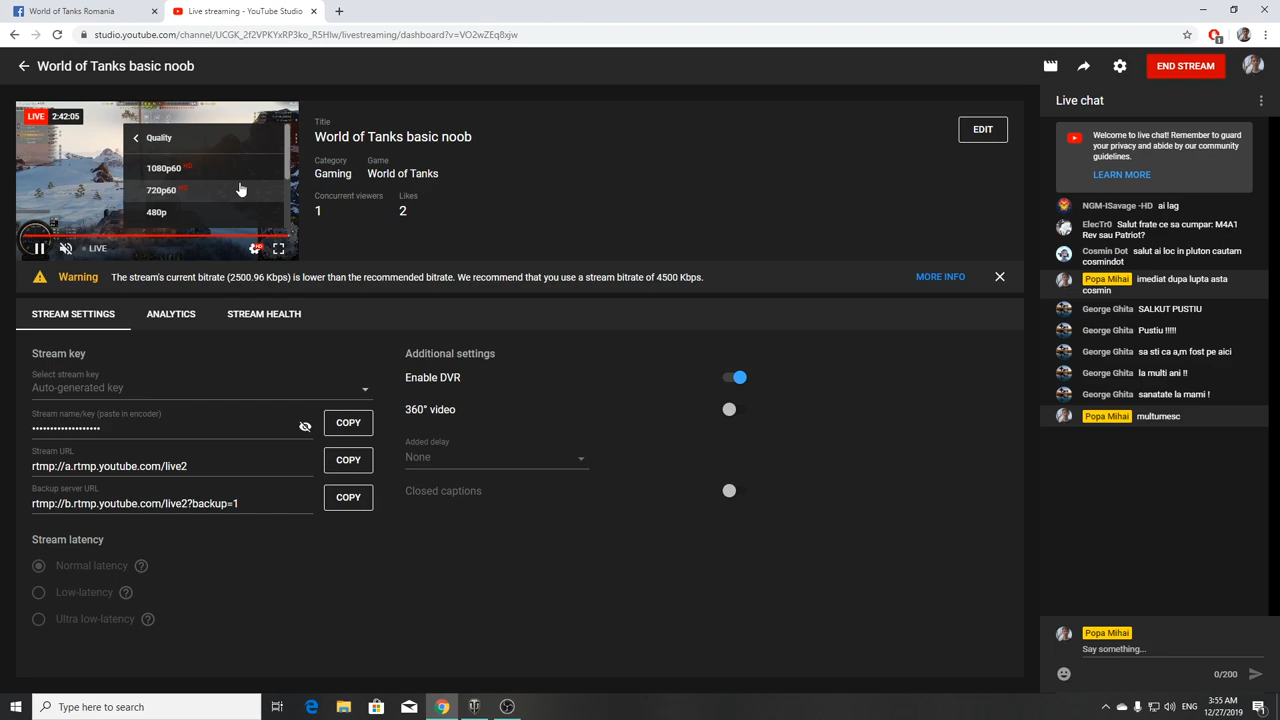 World of Tanks Romania
Live streaming - YouTube Studio
studio.youtube.com/channel/UCGK_2f2VPKYxRP3ko_R5HIw/livestreaming/dashboard?v=VO2wZEq8xjw
1
World of Tanks basic noob
END STREAM
LIVE 2:42:05
Quality
1080p60 HD
720p60 HD
480p
LIVE
HD
Title
World of Tanks basic noob
EDIT
Category Game
Gaming World of Tanks
Concurrent viewers Likes
1 2
Warning The stream's current bitrate (2500.96 Kbps) is lower than the recommended bitrate. We recommend that you use a stream bitrate of 4500 Kbps.
MORE INFO
STREAM SETTINGS ANALYTICS STREAM HEALTH
Stream key
Select stream key
Auto-generated key
Stream name/key (paste in encoder)
••••••••••••••••••
COPY
Stream URL
rtmp://a.rtmp.youtube.com/live2
COPY
Backup server URL
rtmp://b.rtmp.youtube.com/live2?backup=1
COPY
Stream latency
Normal latency
Low-latency
Ultra low-latency
Additional settings
Enable DVR
360° video
Added delay
None
Closed captions
Live chat
Welcome to live chat! Remember to guard
your privacy and abide by our community
guidelines.
LEARN MORE
NGM-ISavage -HD ai lag
ElecTr0 Salut frate ce sa cumpar: M4A1
Rev sau Patriot?
Cosmin Dot salut ai loc in pluton cautam
cosmindot
Popa Mihai imediat dupa lupta asta
cosmin
George Ghita SALKUT PUSTIU
George Ghita Pustiu !!!!!
George Ghita sa sti ca a,m fost pe aici
George Ghita la multi ani !!
George Ghita sanatate la mami !
Popa Mihai multumesc
Popa Mihai
Say something...
0/200
Type here to search
ENG
3:55 AM
12/27/2019
1